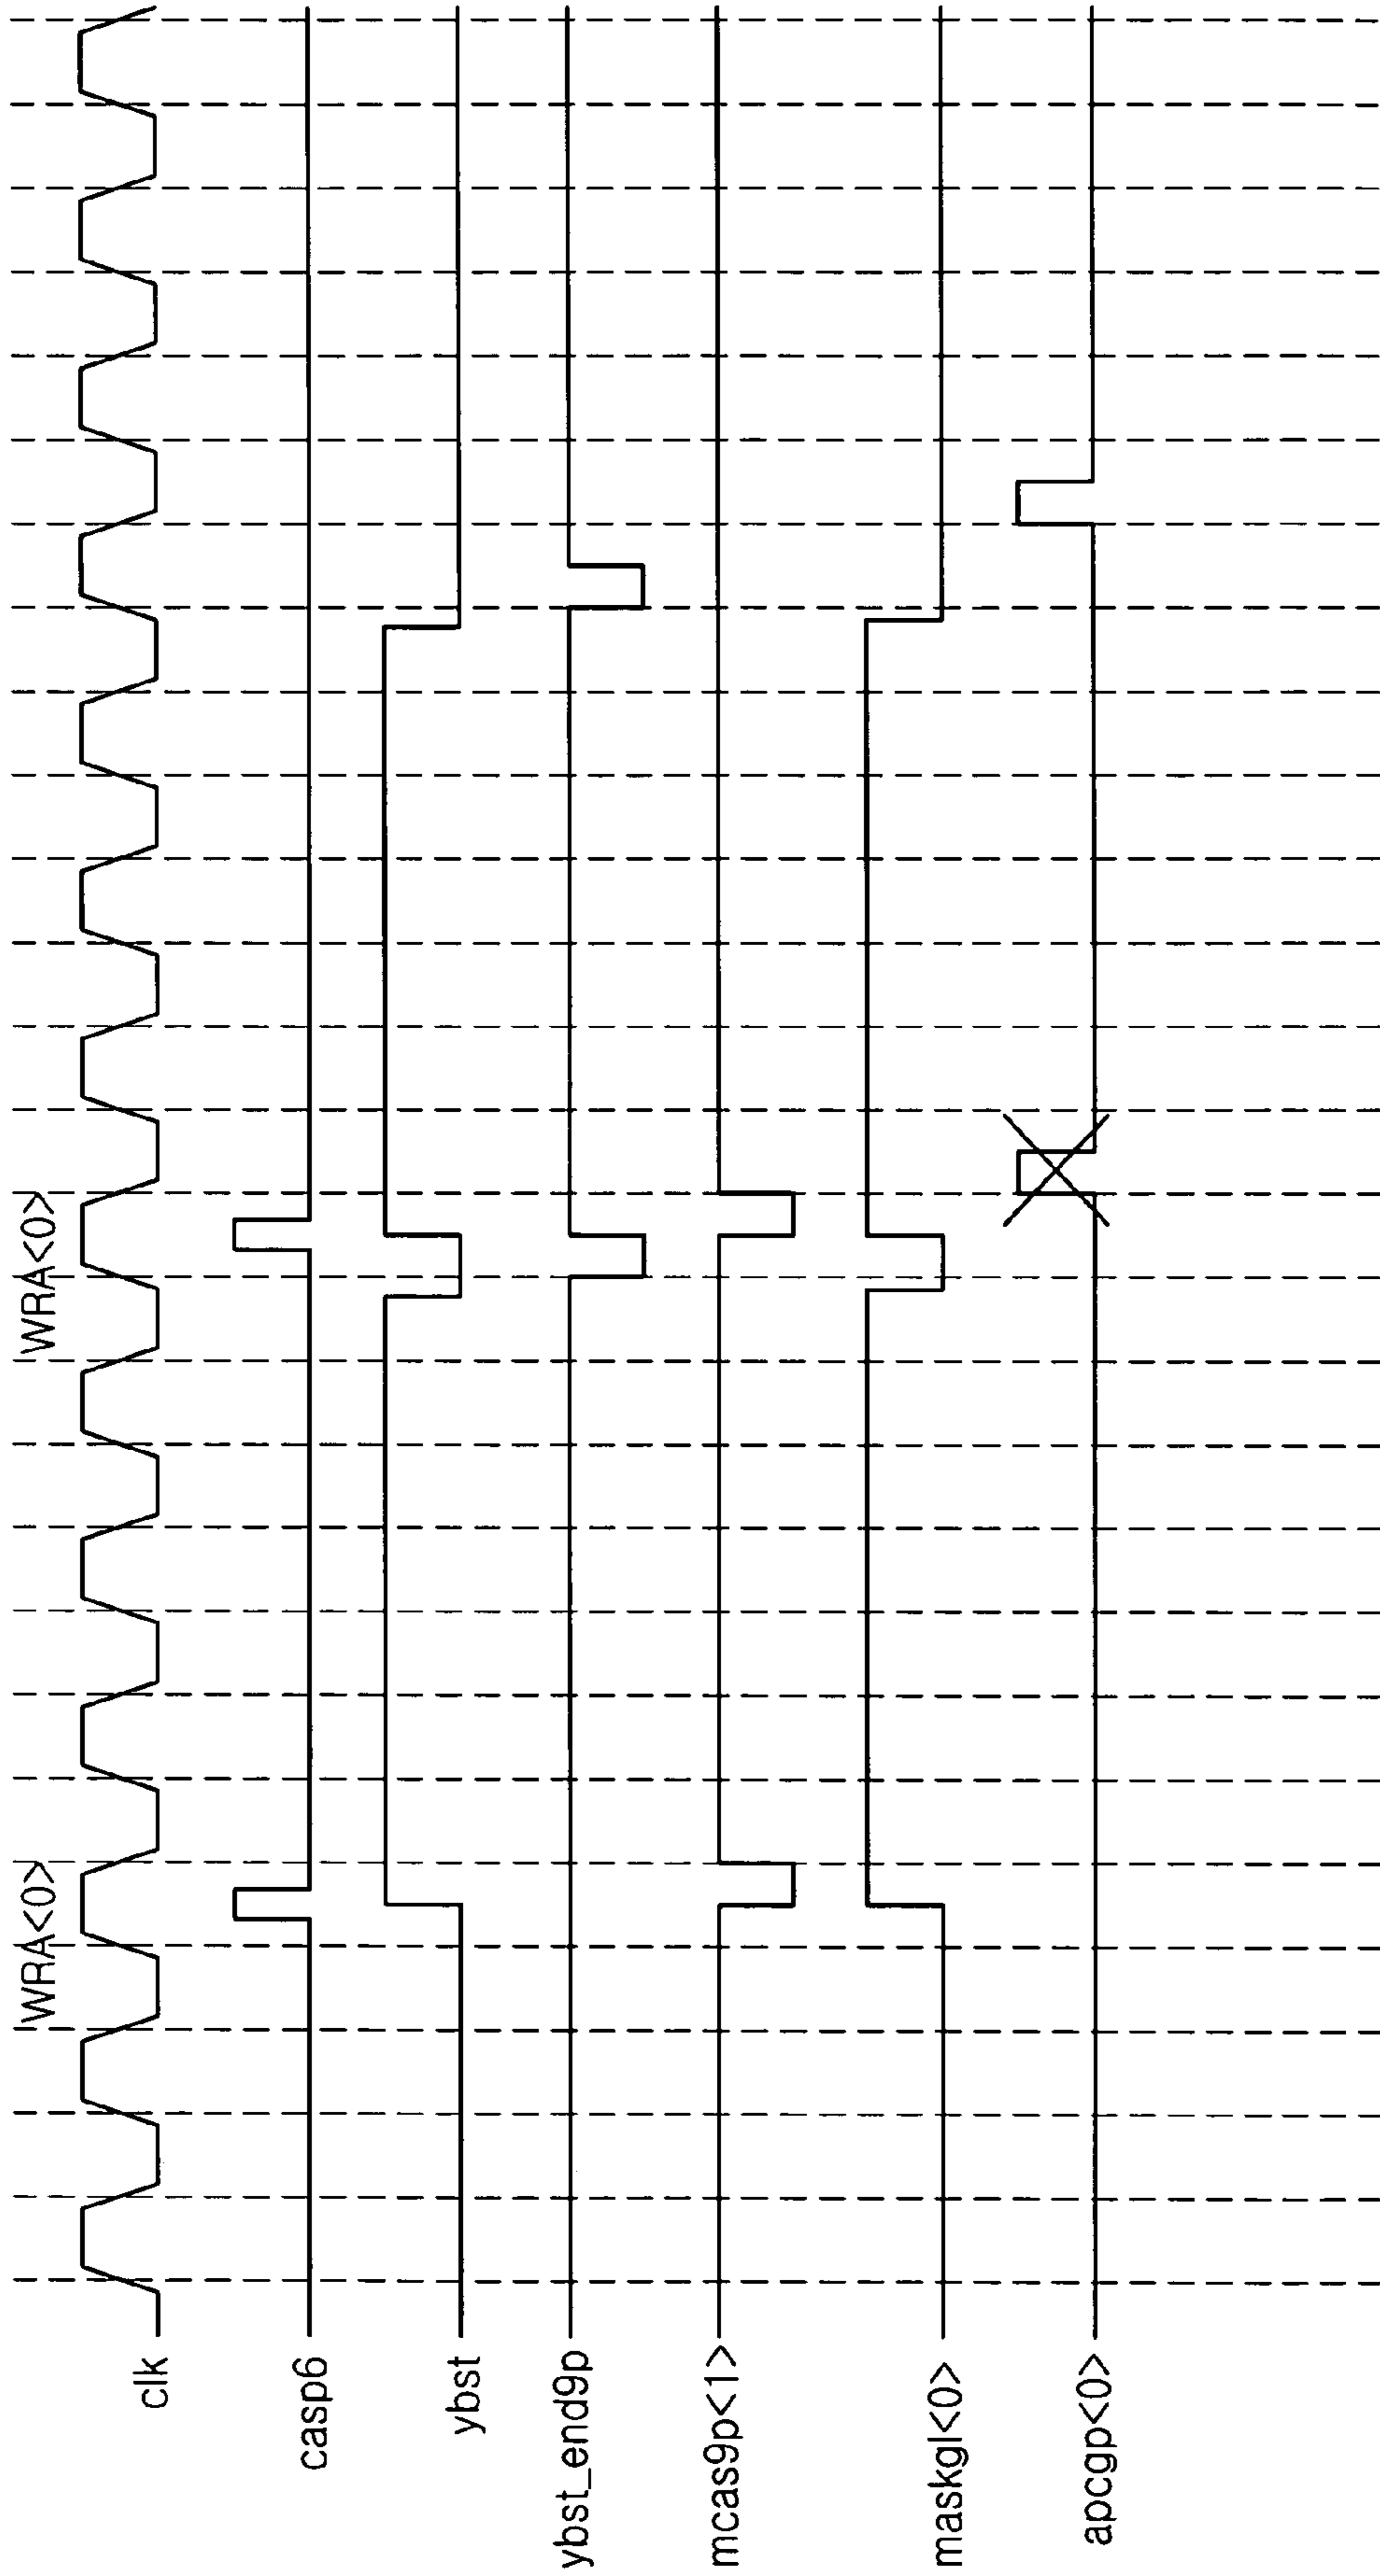 WRA<0> WRA<0>
clk
casp6
ybst
ybst_end9p
mcas9p<1>
maskgl<0>
apcgp<0>